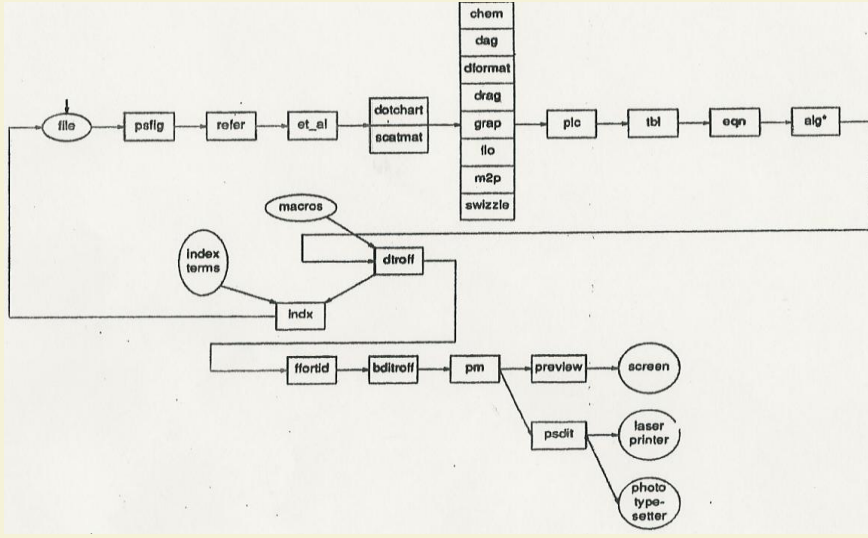 chem
dag
dformat
drag
grap
flo
m2p
swizzle
file
psfig
refer
et_al
dotchart
scatmat
pic
tbl
eqn
alg*
macros
index
terms
dtroff
indx
ffortid
bditroff
pm
preview
screen
psdit
laser
printer
photo
type-
setter